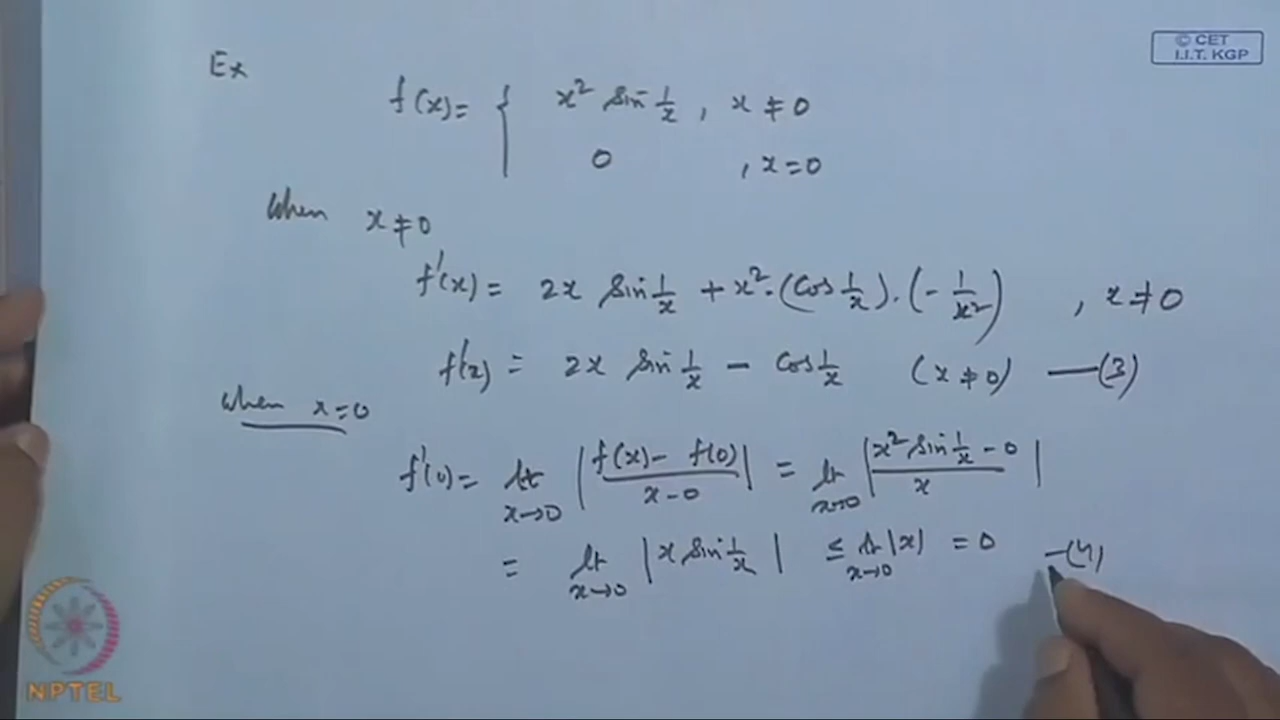 © CET
I.I.T. KGP
Ex
f(x) = { x² sin 1/x , x ≠ 0
0 , x = 0
When x ≠ 0
f'(x) = 2x sin 1/x + x² · (cos 1/x) · (- 1/x²) , x ≠ 0
f'(x) = 2x sin 1/x - cos 1/x (x ≠ 0) —(3)
When x = 0
f'(0) = lt x→0 | f(x) - f(0) / x - 0 | = lt x→0 | x² sin 1/x - 0 / x |
= lt x→0 | x sin 1/x | ≤ lt x→0 |x| = 0 —(4)
NPTEL